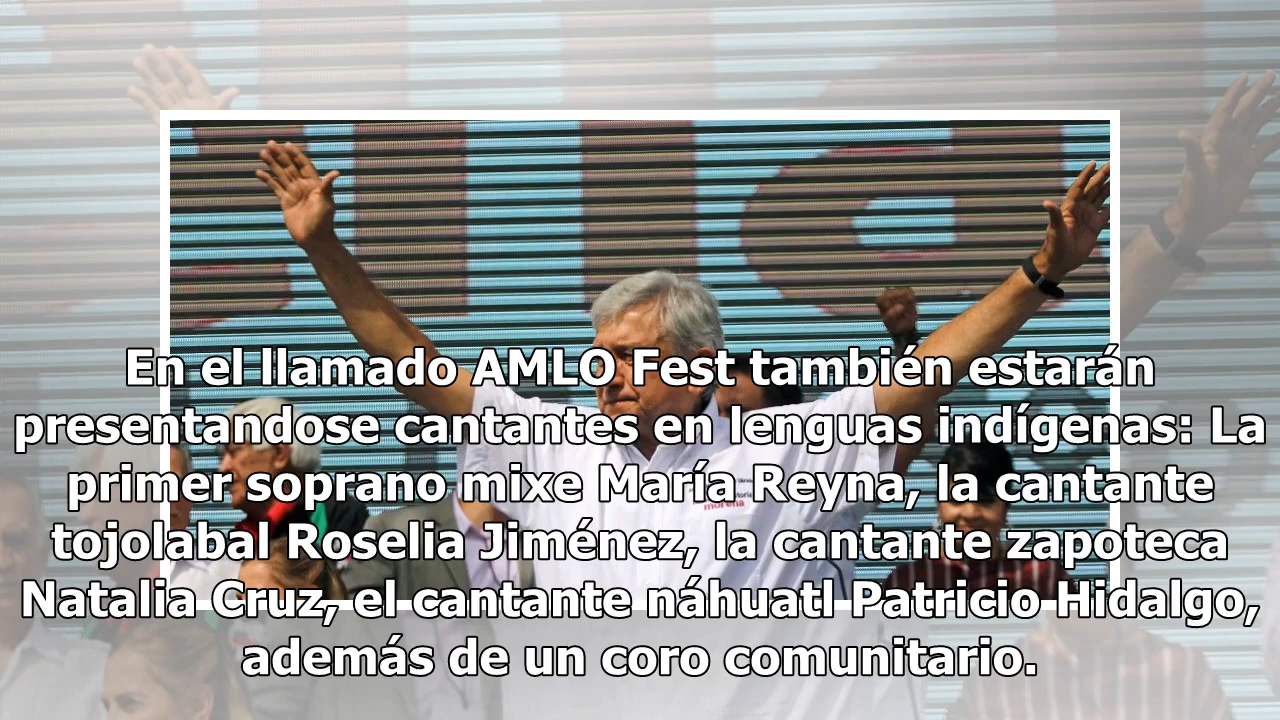 En el llamado AMLO Fest también estarán
presentandose cantantes en lenguas indígenas: La
primer soprano mixe María Reyna, la cantante
tojolabal Roselia Jiménez, la cantante zapoteca
Natalia Cruz, el cantante náhuatl Patricio Hidalgo,
además de un coro comunitario.
morena